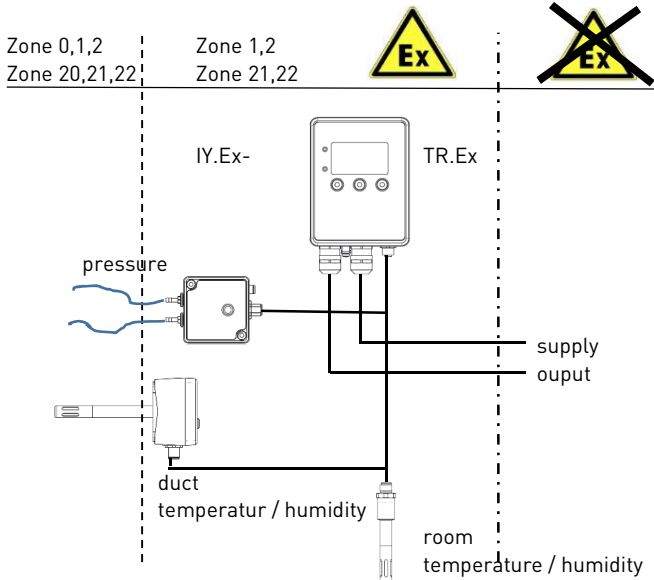 Zone 0,1,2
Zone 20,21,22
Zone 1,2
Zone 21,22
Ex
Ex
IY.Ex-
TR.Ex
pressure
supply
ouput
duct
temperatur / humidity
room
temperature / humidity